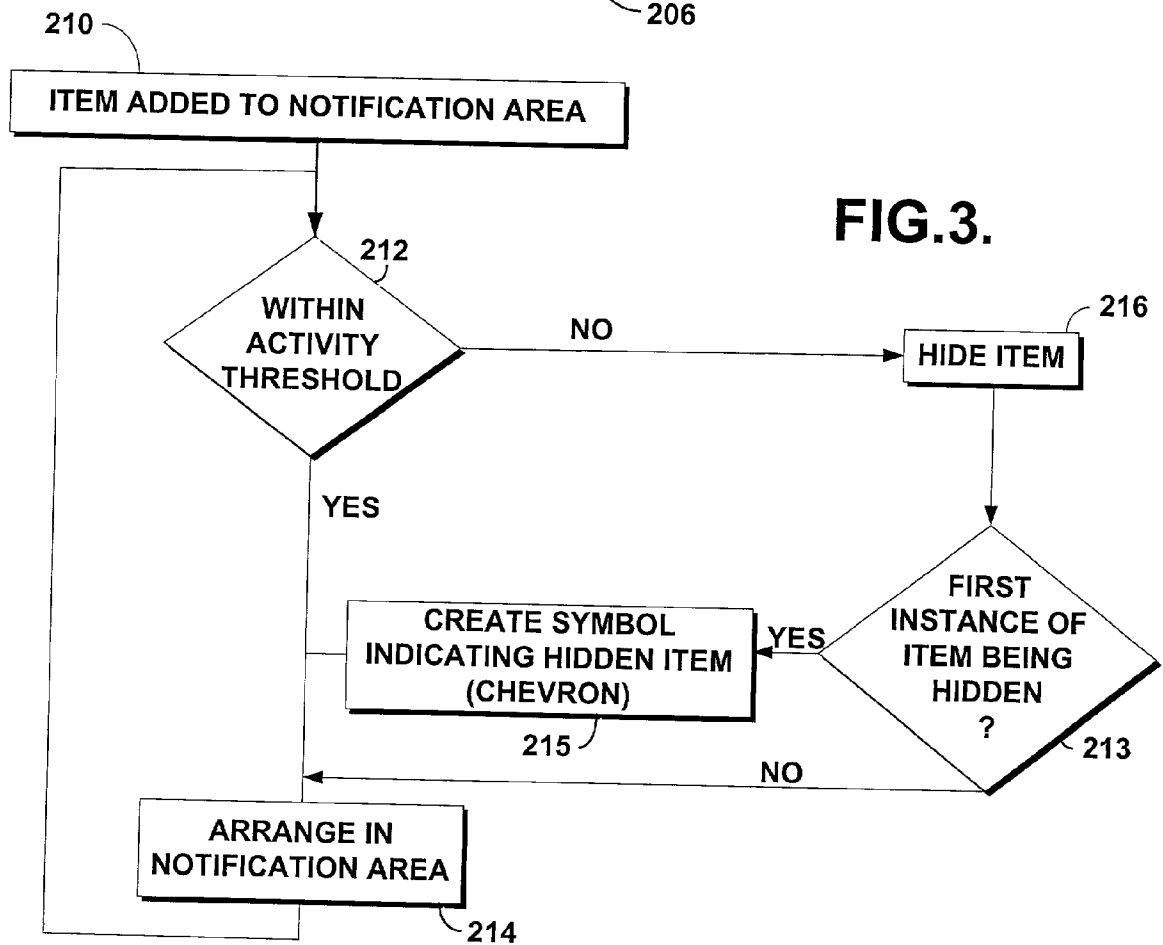 206
210
ITEM ADDED TO NOTIFICATION AREA
FIG.3.
212
WITHIN
ACTIVITY
THRESHOLD
NO
216
HIDE ITEM
YES
FIRST
INSTANCE OF
ITEM BEING
HIDDEN
?
213
YES
CREATE SYMBOL
INDICATING HIDDEN ITEM
(CHEVRON)
215
NO
ARRANGE IN
NOTIFICATION AREA
214